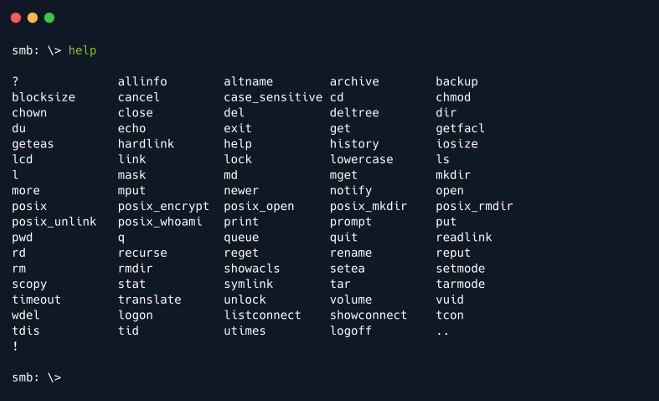 smb: \> help
? allinfo altname archive backup
blocksize cancel case_sensitive cd chmod
chown close del deltree dir
du echo exit get getfacl
geteas hardlink help history iosize
lcd link lock lowercase ls
l mask md mget mkdir
more mput newer notify open
posix posix_encrypt posix_open posix_mkdir posix_rmdir
posix_unlink posix_whoami print prompt put
pwd q queue quit readlink
rd recurse reget rename reput
rm rmdir showacls setea setmode
scopy stat symlink tar tarmode
timeout translate unlock volume vuid
wdel logon listconnect showconnect tcon
tdis tid utimes logoff ..
!
smb: \>